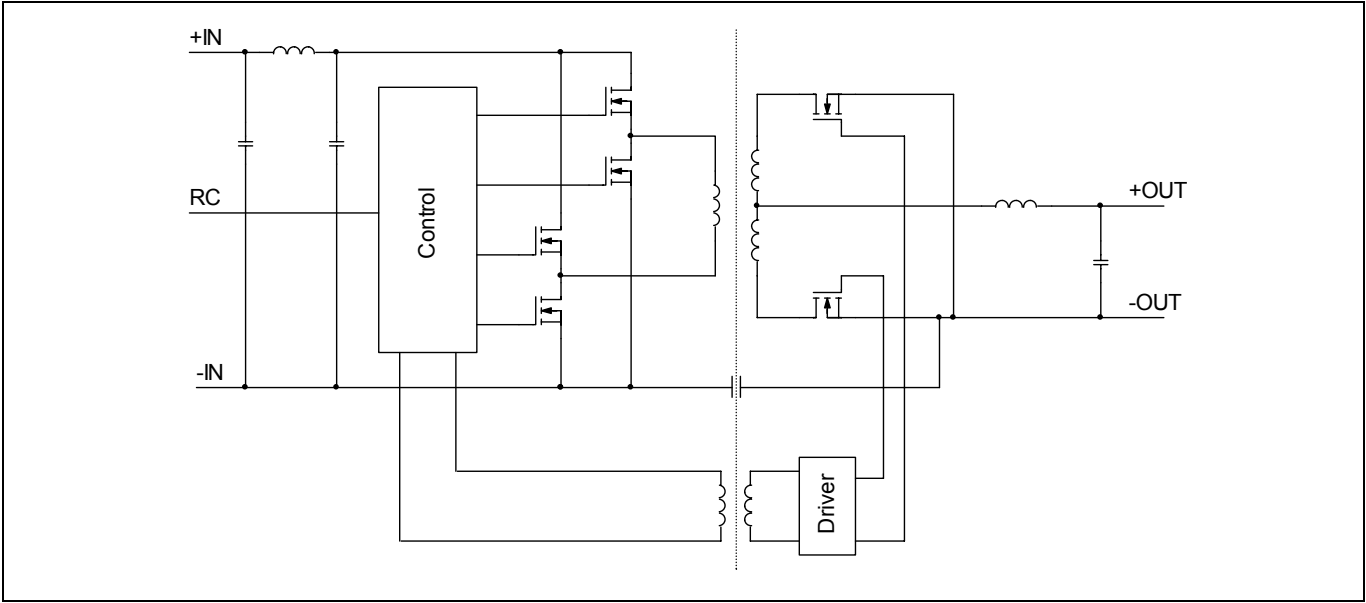 +IN
RC
Control
+OUT
-OUT
-IN
Driver